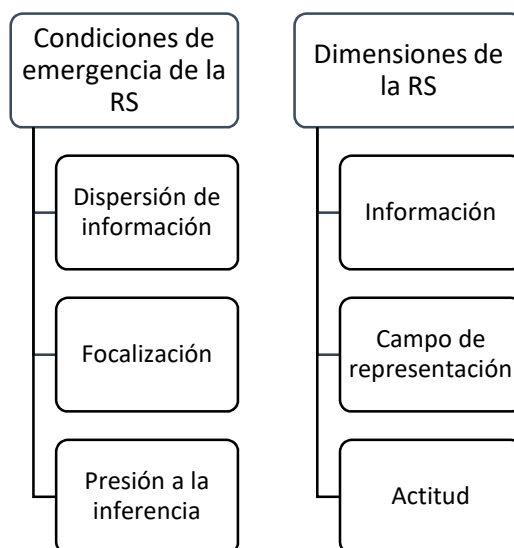 Condiciones de
emergencia de la
RS
Dispersión de
información
Focalización
Presión a la
inferencia
Dimensiones de
la RS
Información
Campo de
representación
Actitud